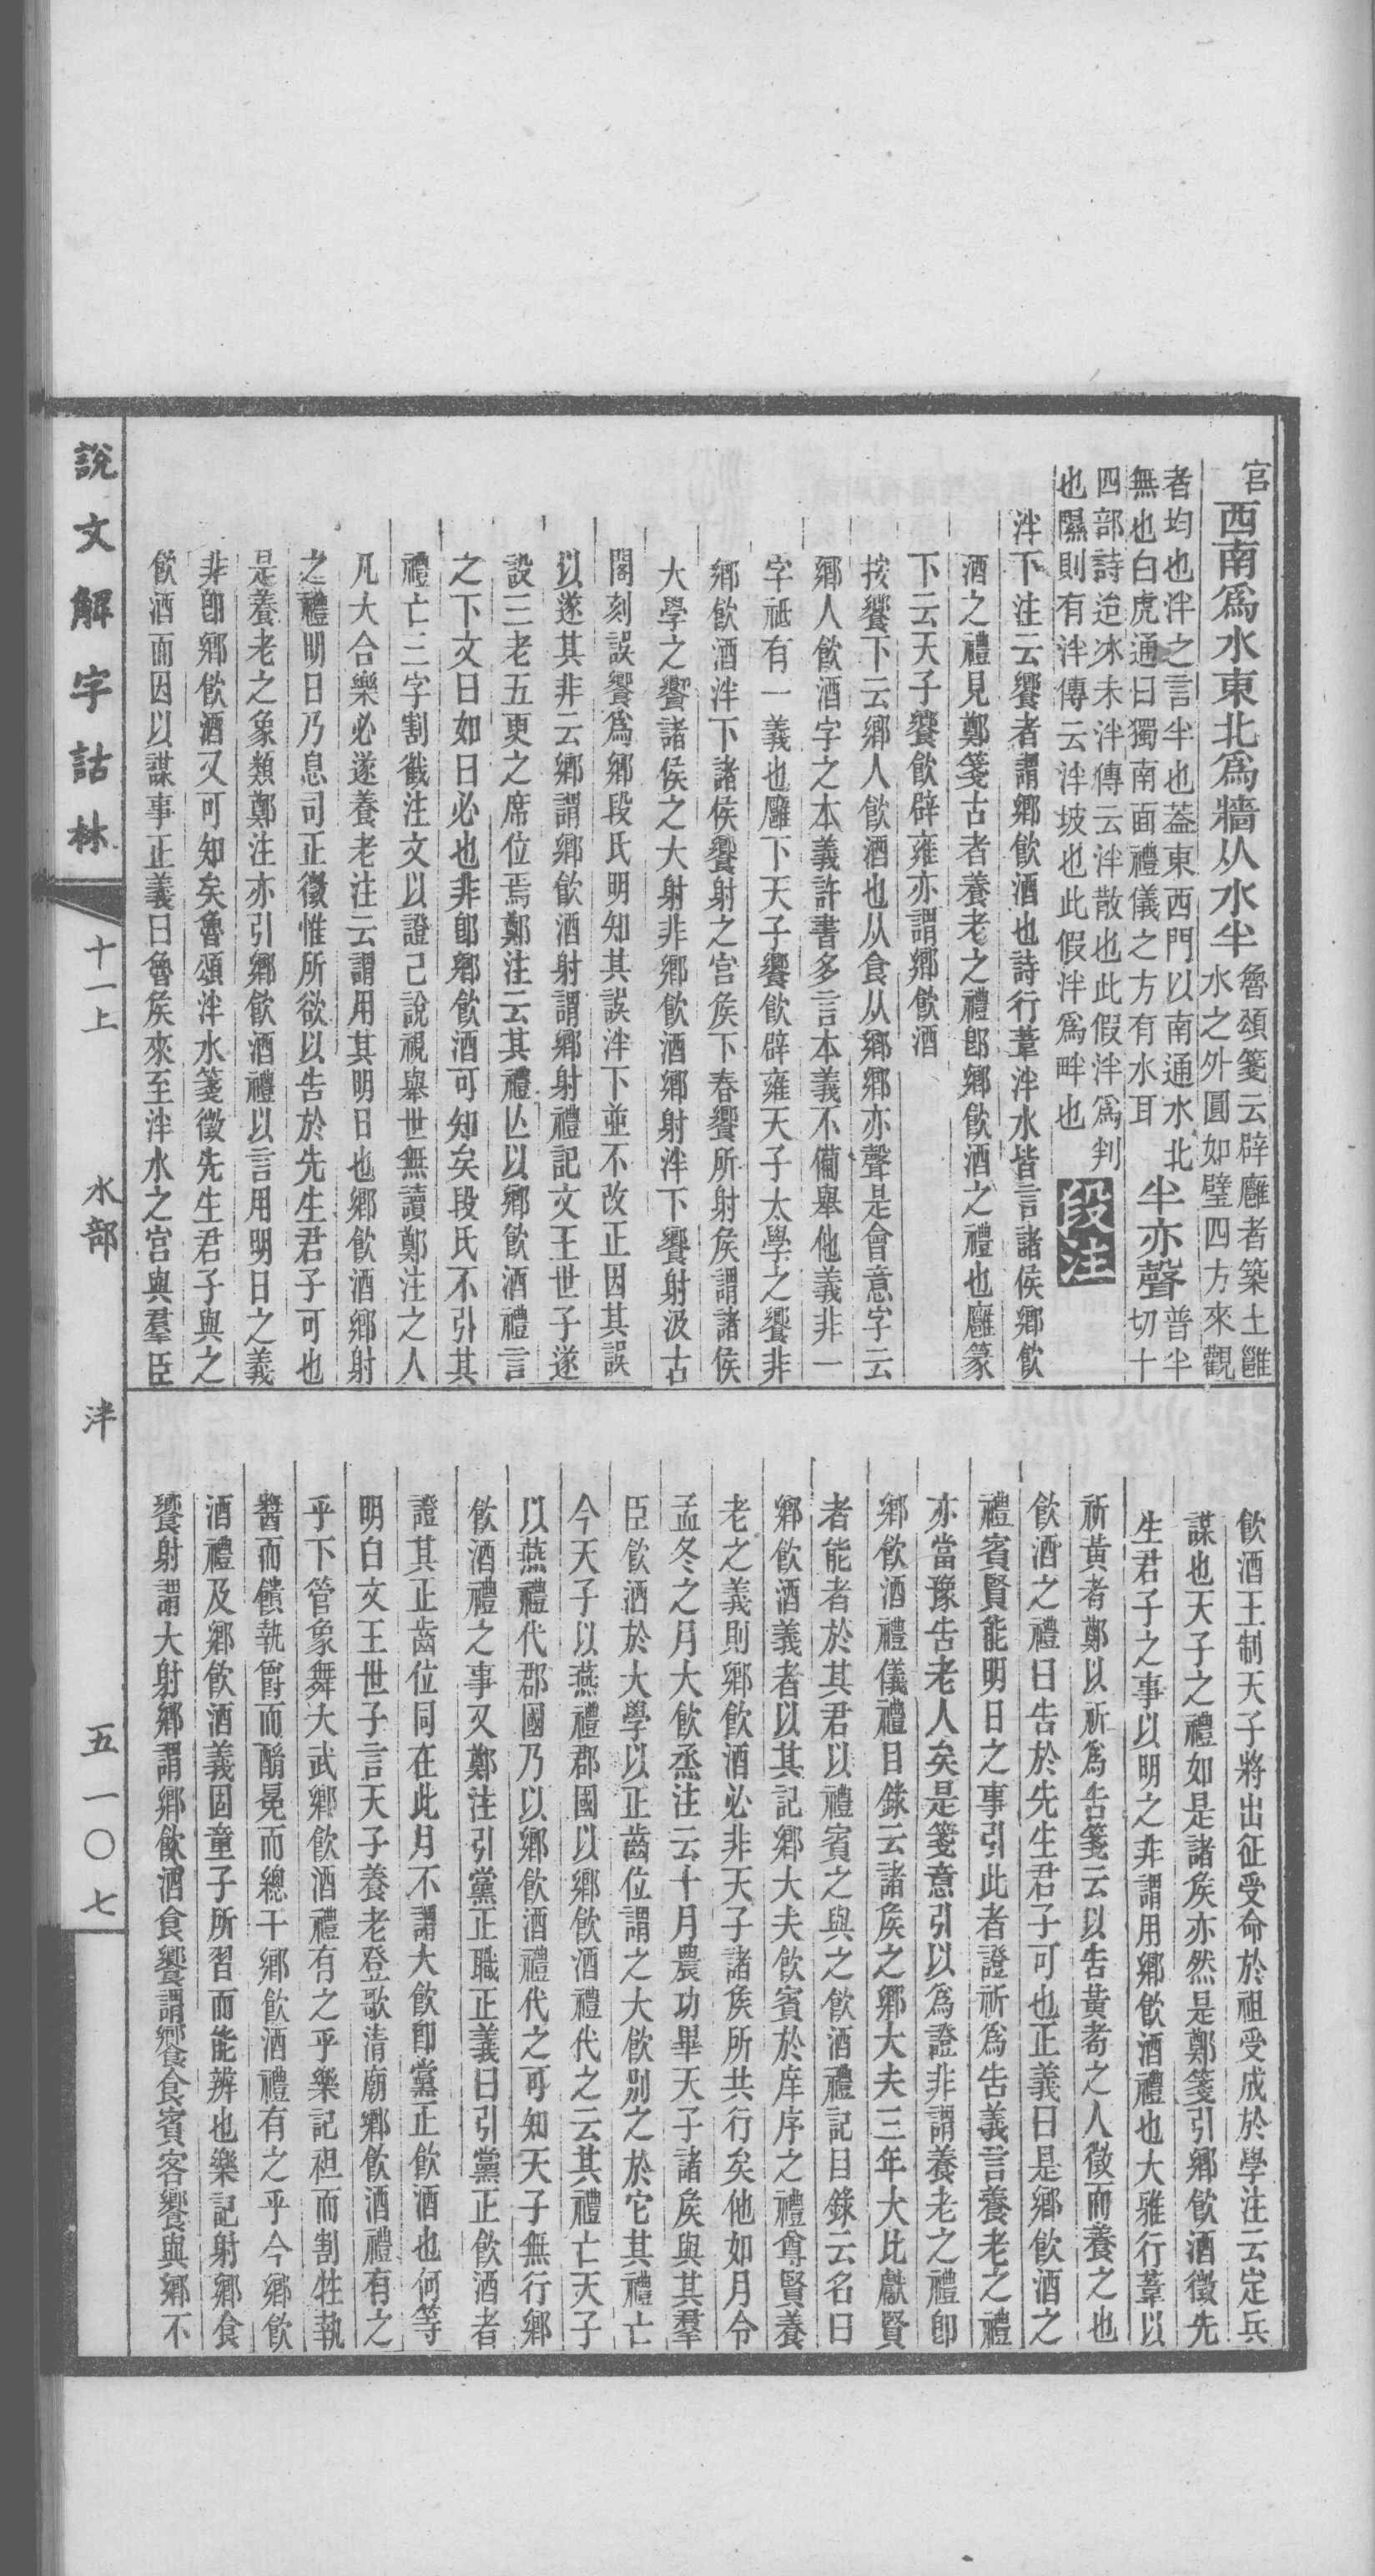 宮
西南爲水東北爲牆从水半
魯頌箋云辟廱者築土雝
水之外圓如璧四方來觀
者均也泮之言半也蓋東西門以南通水北
無也白虎通曰獨南面禮儀之方有水耳
半亦聲
普半
切十
四部詩迨冰未泮傳云泮散也此假泮爲判
也隰則有泮傳云泮坡也此假泮爲畔也
段注
泮下注云饗者謂鄉飲酒也詩行葦泮水皆言諸侯鄉飲
酒之禮見鄭箋古者養老之禮卽鄉飲酒之禮也廱篆
下云天子饗飲辟雍亦謂鄉飲酒
按饗下云鄉人飲酒也从食从鄉鄉亦聲是會意字云
鄉人飲酒字之本義許書多言本義不備舉他義非一
字祗有一義也廱下天子饗飲辟雍天子太學之饗非
鄉飲酒泮下諸侯饗射之宮矦下春饗所射矦謂諸侯
大學之饗諸侯之大射非鄉飲酒鄉射泮下饗射汲古
閣刻誤饗爲鄉段氏明知其誤泮下並不改正因其誤
以遂其非云鄉謂鄉飲酒射謂鄉射禮記文王世子遂
設三老五更之席位焉鄭注云其禮亾以鄉飲酒禮言
之下文曰如曰必也非卽鄉飲酒可知矣段氏不引其
禮亡三字割截注文以證己說視舉世無讀鄭注之人
凡大合樂必遂養老注云謂用其明日也鄉飲酒鄉射
之禮明日乃息司正徵惟所欲以告於先生君子可也
是養老之象類鄭注亦引鄉飲酒禮以言用明日之義
非卽鄉飲酒又可知矣魯頌泮水箋徵先生君子與之
飲酒而因以謀事正義曰魯矦來至泮水之宮與羣臣
飲酒王制天子將出征受命於祖受成於學注云定兵
謀也天子之禮如是諸矦亦然是鄭箋引鄉飲酒徵先
生君子之事以明之非謂用鄉飲酒禮也大雅行葦以
祈黃耇鄭以祈爲告箋云以告黃耇之人徵而養之也
飲酒之禮曰告於先生君子可也正義曰是鄉飲酒之
禮賓賢能明日之事引此者證祈爲告義言養老之禮
亦當豫告老人矣是箋意引以爲證非謂養老之禮卽
鄉飲酒禮儀禮目錄云諸矦之鄉大夫三年大比獻賢
者能者於其君以禮賓之與之飲酒禮記目錄云名曰
鄉飲酒義者以其記鄉大夫飲賓於庠序之禮尊賢養
老之義則鄉飲酒必非天子諸矦所共行矣他如月令
孟冬之月大飲烝注云十月農功畢天子諸矦與其羣
臣飲酒於大學以正齒位謂之大飲別之於它其禮亡
今天子以燕禮郡國以鄉飲酒禮代之云其禮亡天子
以燕禮代郡國乃以鄉飲酒禮代之可知天子無行鄉
飲酒禮之事又鄭注引黨正職正義曰引黨正飲酒者
證其正齒位同在此月不謂大飲卽黨正飲酒也何等
明白文王世子言天子養老登歌清廟鄉飲酒禮有之
乎下管象舞大武鄉飲酒禮有之乎樂記袒而割牲執
醬而饋執爵而酳冕而總干鄉飲酒禮有之乎今鄉飲
酒禮及鄉飲酒義固童子所習而能辨也樂記射鄉食
饗射謂大射鄉謂鄉飲酒食饗謂饗食賓客饗與鄉不
說文解字詁林
十一上
水部
泮
五一〇七